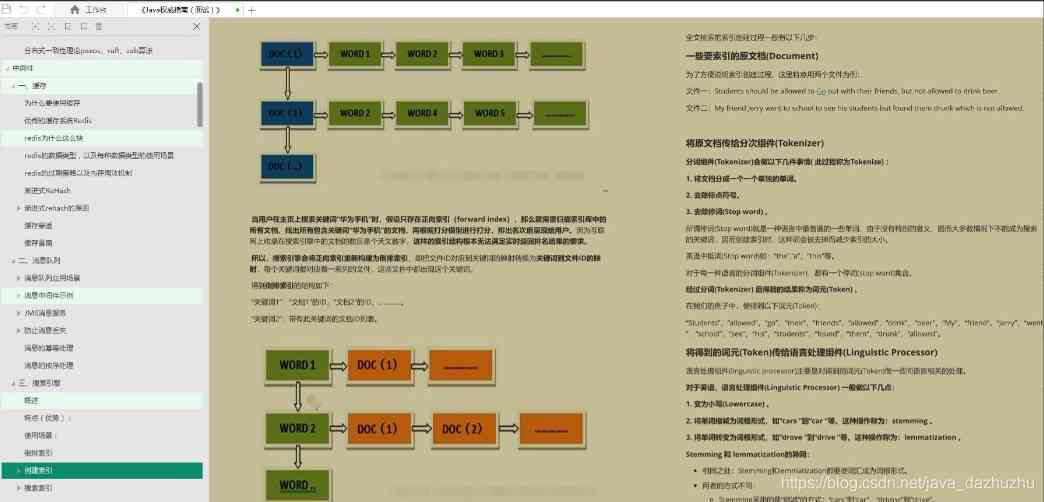 工作台
《Java权威指南（面试）》
分布式一致性理论paxos、raft、zab算法
中间件
一、缓存
为什么要使用缓存
优秀的缓存系统Redis
redis为什么这么快
redis的数据类型，以及每种数据类型的使用场景
redis的过期策略以及内存淘汰机制
渐进式ReHash
渐进式rehash的原因
缓存穿透
缓存雪崩
二、消息队列
消息队列应用场景
消息中间件示例
JMS消息服务
防止消息丢失
消息的幂等处理
消息的按序处理
三、搜索引擎
概述
特点（优势）：
使用场景：
倒排索引
创建索引
搜索索引
DOC（1）
WORD 1
WORD 2
WORD 3
WORD 2
WORD 4
WORD 5
DOC（...）
当用户在主页上搜索关键词“华为手机”时，假设只存在正向索引（forward index），那么就需要扫描索引库中的
所有文档，找出所有包含关键词“华为手机”的文档，再根据打分模型进行打分，排出名次后呈现给用户。因为互联
网上收录在搜索引擎中的文档的数目是个天文数字，这样的索引结构根本无法满足实时返回排名结果的要求。
所以，搜索引擎会将正向索引重新构建为倒排索引，即把文件ID对应到关键词的映射转换为关键词到文件ID的映
射，每个关键词都对应着一系列的文件，这些文件中都出现这个关键词。
得到倒排索引的结构如下：
“关键词1”：“文档1”的ID，“文档2”的ID，…………。
“关键词2”：带有此关键词的文档ID列表。
WORD 1
DOC（1）
WORD 2
DOC（1）
DOC（2）
WORD...
全文检索的索引创建过程一般有以下几步：
一些要索引的原文档(Document)
为了方便说明索引创建过程，这里特意用两个文件为例：
文件一：Students should be allowed to Go out with their friends, but not allowed to drink beer.
文件二：My friend Jerry went to school to see his students but found them drunk which is not allowed.
将原文档传给分次组件(Tokenizer)
分词组件(Tokenizer)会做以下几件事情( 此过程称为Tokenize)：
1. 将文档分成一个一个单独的单词。
2. 去除标点符号。
3. 去除停词(Stop word) 。
所谓停词(Stop word)就是一种语言中最普通的一些单词，由于没有特别的意义，因而大多数情况下不能成为搜索
的关键词，因而创建索引时，这种词会被去掉而减少索引的大小。
英语中挺词(Stop word)如：“the”,“a”，“this”等。
对于每一种语言的分词组件(Tokenizer)，都有一个停词(stop word)集合。
经过分词(Tokenizer) 后得到的结果称为词元(Token) 。
在我们的例子中，便得到以下词元(Token)：
“Students”，“allowed”，“go”，“their”，“friends”，“allowed”，“drink”，“beer”，“My”，“friend”，“Jerry”，“went”
，“school”，“see”，“his”，“students”，“found”，“them”，“drunk”，“allowed”。
将得到的词元(Token)传给语言处理组件(Linguistic Processor)
语言处理组件(linguistic processor)主要是对得到的词元(Token)做一些同语言相关的处理。
对于英语，语言处理组件(Linguistic Processor) 一般做以下几点：
1. 变为小写(Lowercase) 。
2. 将单词缩减为词根形式，如“cars ”到“car ”等。这种操作称为：stemming 。
3. 将单词转变为词根形式，如“drove ”到“drive ”等。这种操作称为：lemmatization 。
Stemming 和 lemmatization的异同：
相同之处：Stemming和lemmatization都要使词汇成为词根形式。
两者的方式不同：
Stemming采用的是“缩减”的方式：“cars”到“car”，“driving”到“drive”。
https://blog.csdn.net/java_dazhuzhu